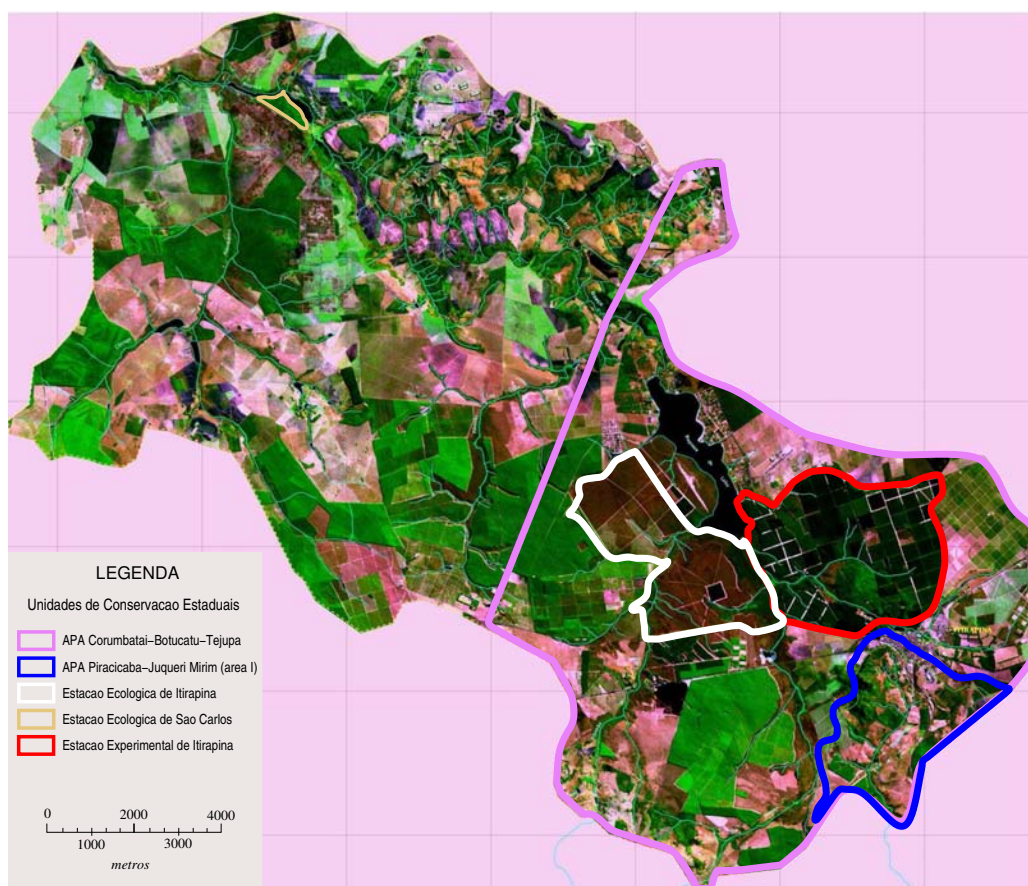 LEGENDA
Unidades de Conservacao Estaduais
APA Corumbatai–Botucatu–Tejupa
APA Piracicaba–Juqueri Mirim (area I)
Estacao Ecologica de Itirapina
Estacao Ecologica de Sao Carlos
Estacao Experimental de Itirapina
0 2000 4000
1000 3000
metros
ITIRAPINA